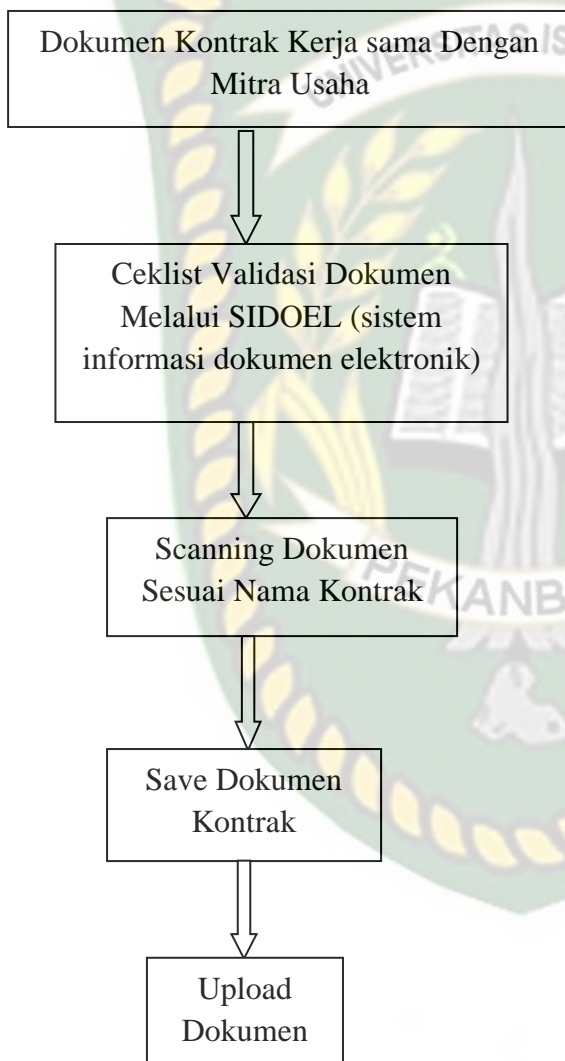 Dokumen Kontrak Kerja sama Dengan
Mitra Usaha
Ceklist Validasi Dokumen
Melalui SIDOEL (sistem
informasi dokumen elektronik)
Scanning Dokumen
Sesuai Nama Kontrak
Save Dokumen
Kontrak
Upload
Dokumen